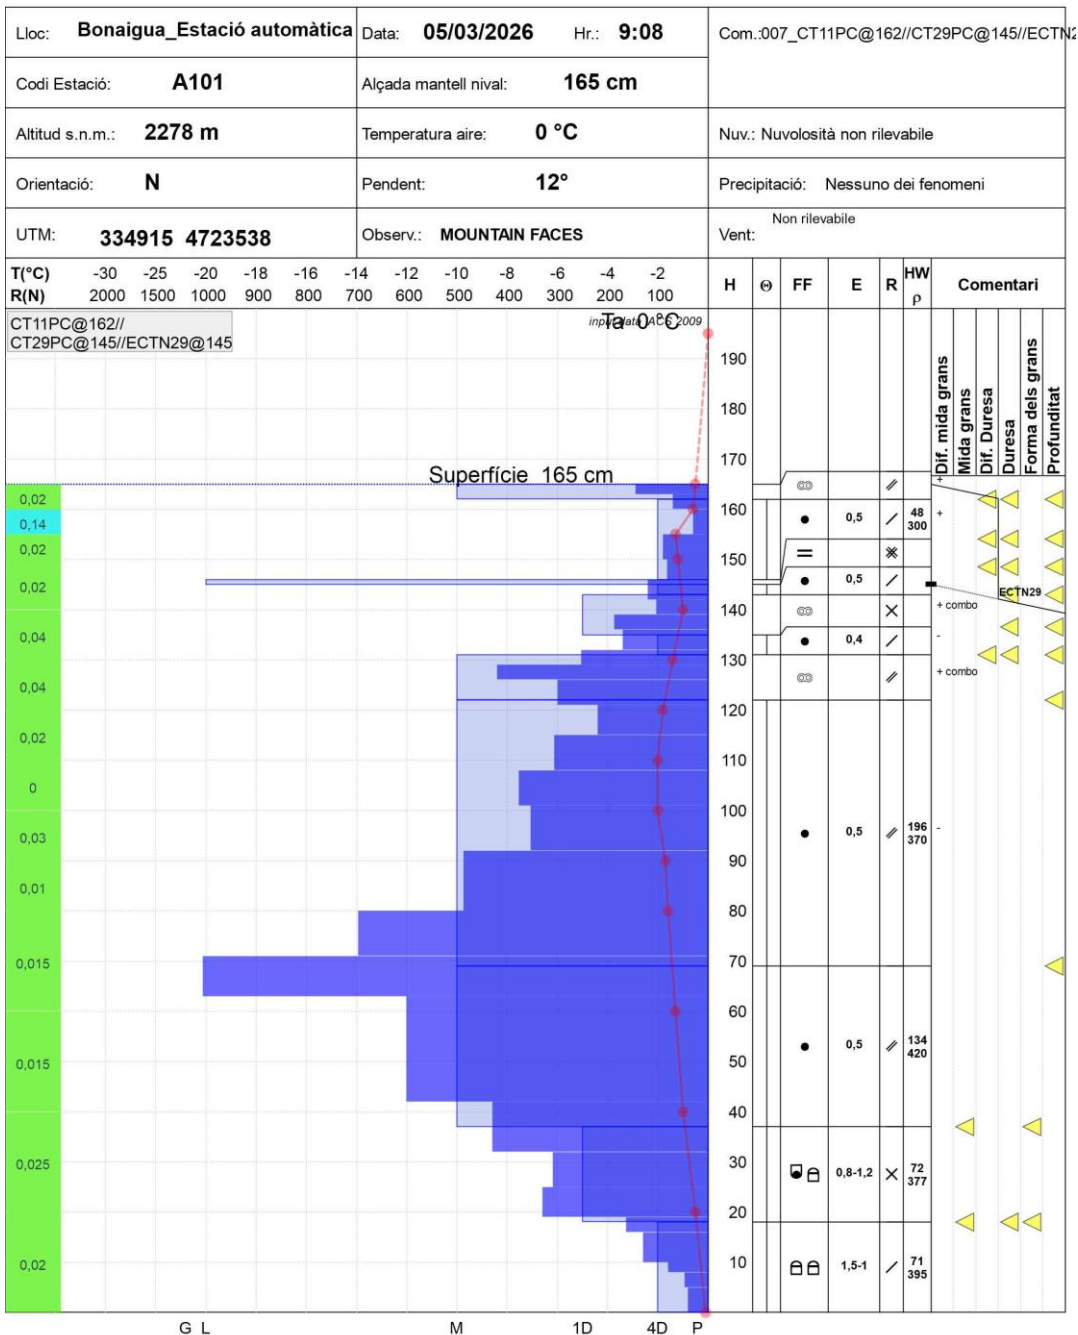 Lloc: Bonaigua_Estació automàtica Data: 05/03/2026 Hr.: 9:08 Com.:007_CT11PC@162//CT29PC@145//ECTN2
Codi Estació: A101 Alçada mantell nival: 165 cm
Altitud s.n.m.: 2278 m Temperatura aire: 0 °C Nuv.: Nuvolosità non rilevabile
Orientació: N Pendent: 12° Precipitació: Nessuno dei fenomeni
UTM: 334915 4723538 Observ.: MOUNTAIN FACES Vent: Non rilevabile
T(°C) -30 -25 -20 -18 -16 -14 -12 -10 -8 -6 -4 -2
R(N) 2000 1500 1000 900 800 700 600 500 400 300 200 100
H Θ FF E R HW ρ Comentari
CT11PC@162//
CT29PC@145//ECTN29@145
input data IACS 2009
Ta 0 °C
Dif. mida grans
Mida grans
Dif. Duresa
Duresa
Forma dels grans
Profunditat
190
180
170
Superfície 165 cm
+
0,02
160
0,5 48 300 +
0,14
0,02
150
0,02
0,5
ECTN29
140
+ combo
0,04
0,4 -
130
0,04
+ combo
120
0,02
110
0
100
0,03
0,5 196 370 -
90
0,01
80
0,015
70
60
0,015
50
0,5 134 420
40
0,025
30
0,8-1,2 72 377
20
0,02
10
1,5-1 71 395
G L M 1D 4D P